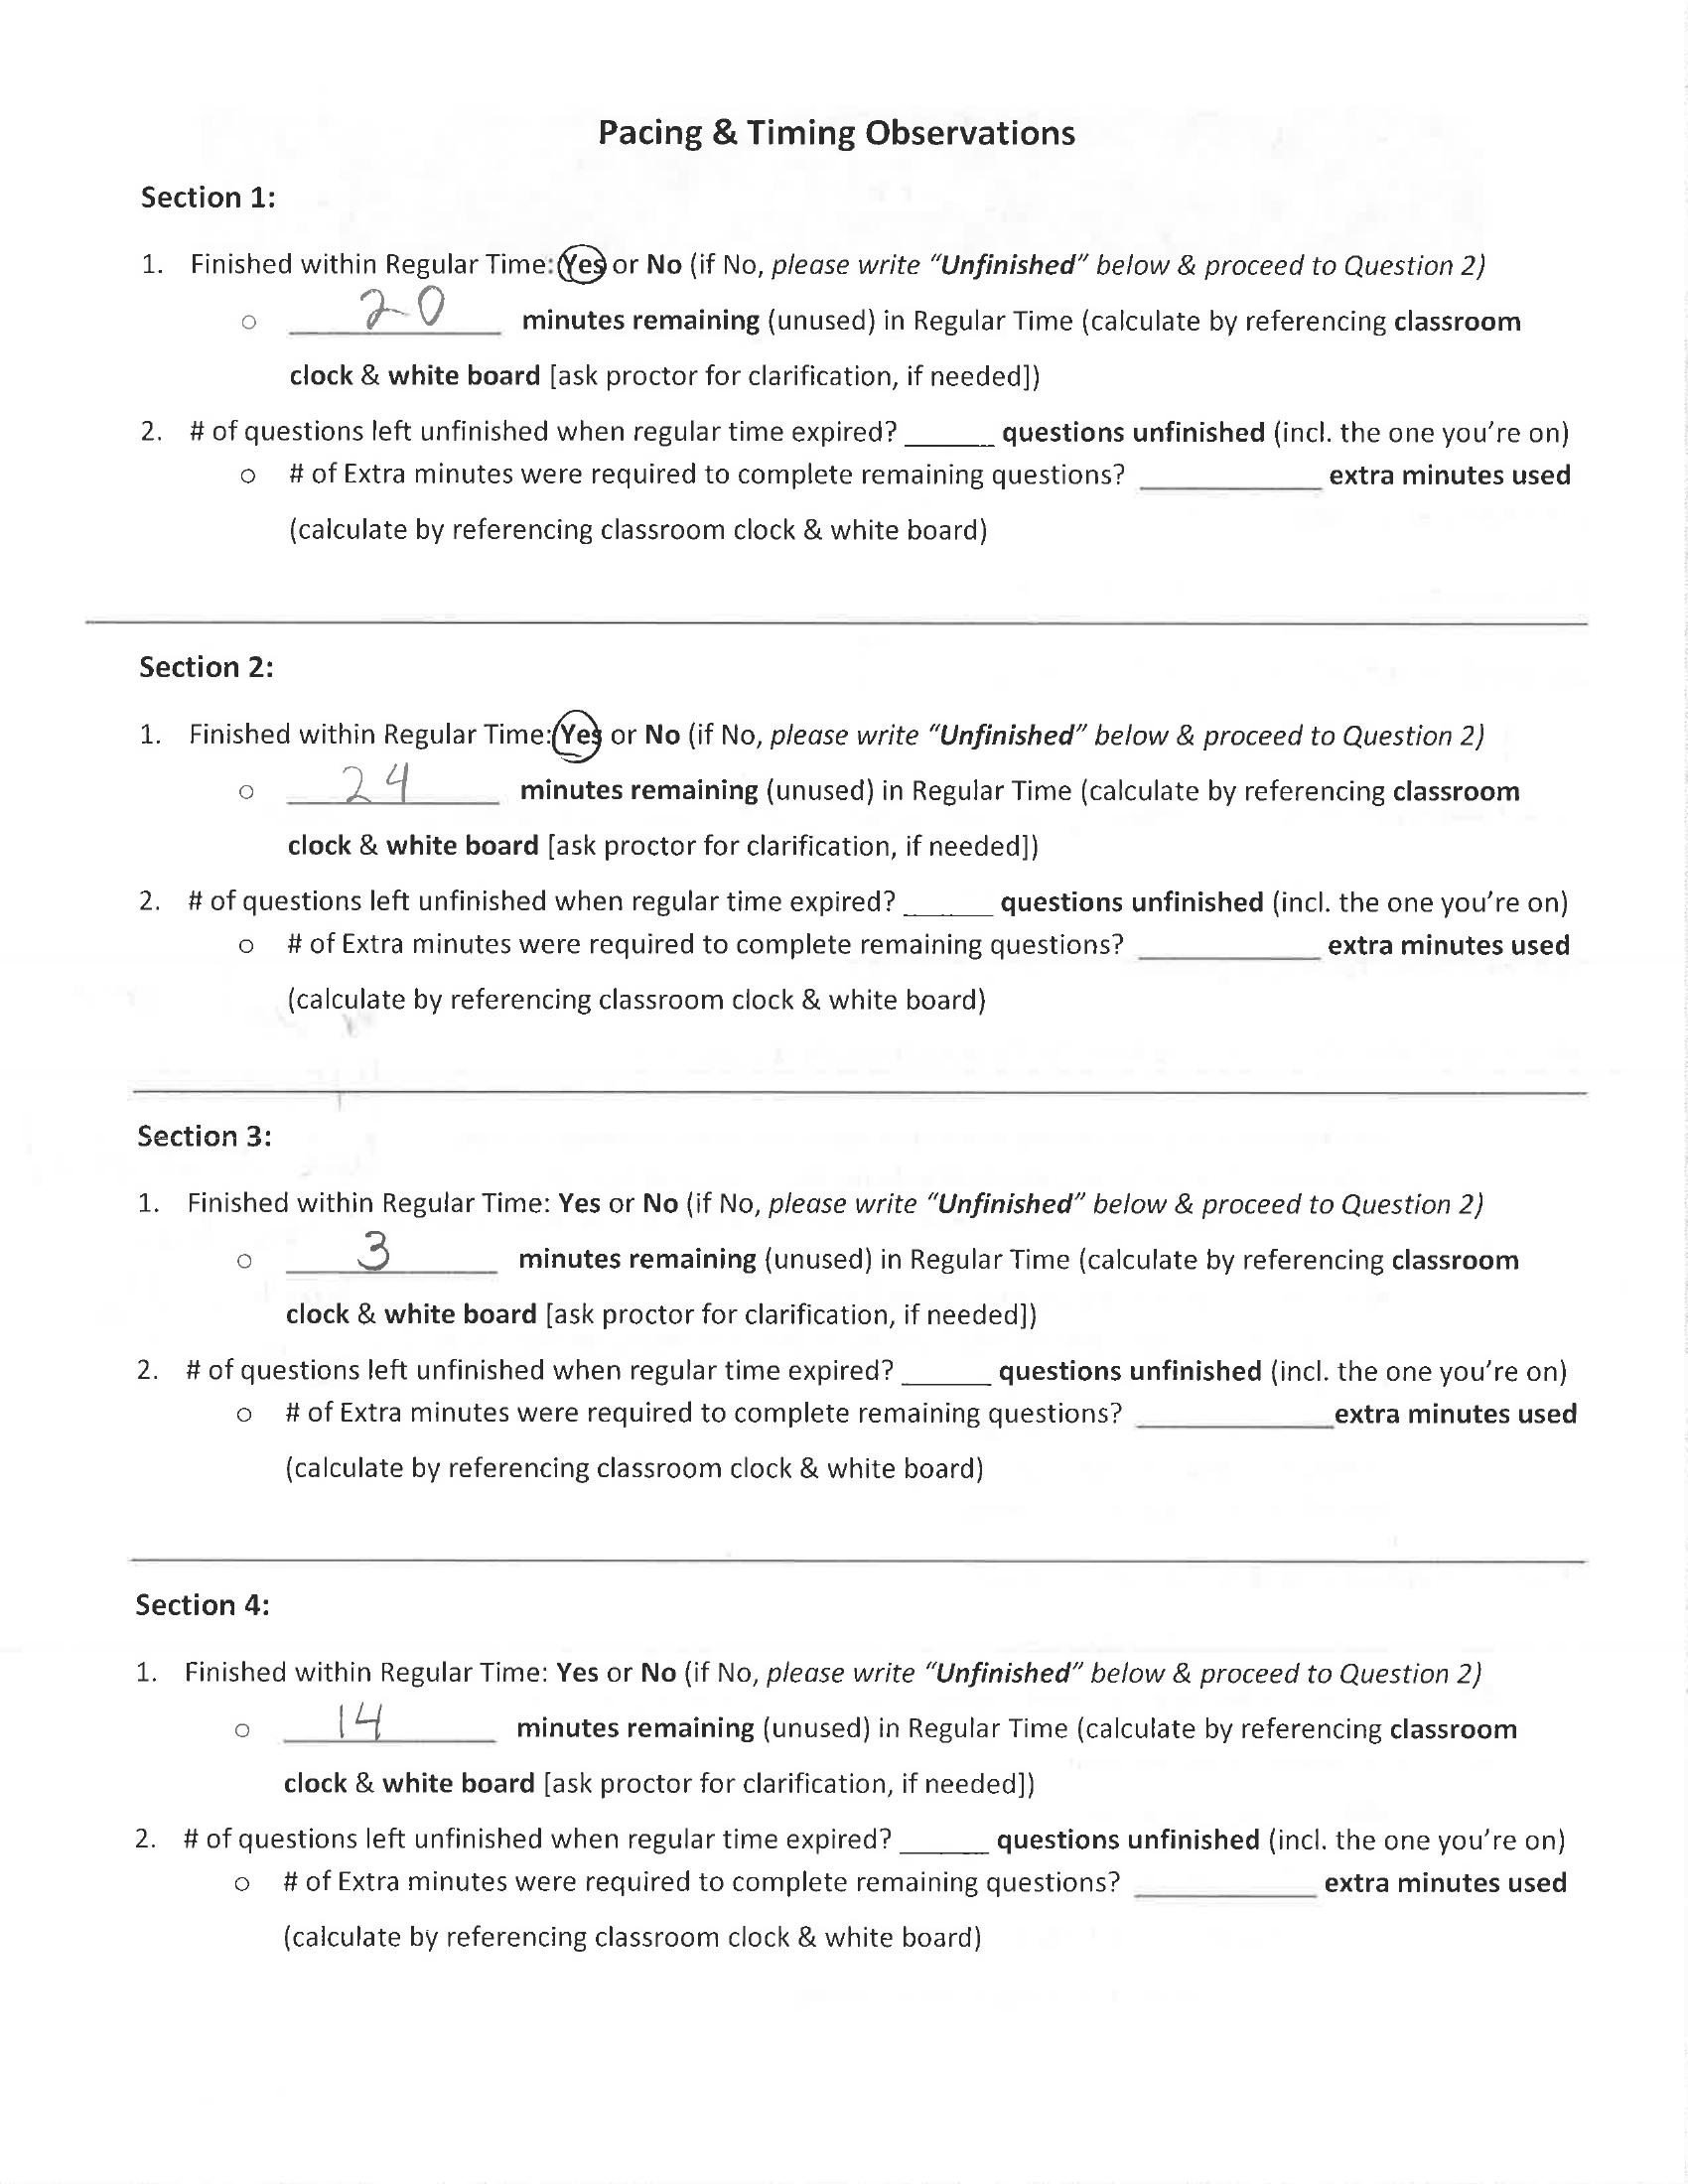 Pacing & Timing Observations
Section 1:
1. Finished within Regular Time: Yes or No (if No, please write “Unfinished” below & proceed to Question 2)
○ 20 minutes remaining (unused) in Regular Time (calculate by referencing classroom
clock & white board [ask proctor for clarification, if needed])
2. # of questions left unfinished when regular time expired? ______ questions unfinished (incl. the one you’re on)
○ # of Extra minutes were required to complete remaining questions? ____________ extra minutes used
(calculate by referencing classroom clock & white board)
Section 2:
1. Finished within Regular Time: Yes or No (if No, please write “Unfinished” below & proceed to Question 2)
○ 24 minutes remaining (unused) in Regular Time (calculate by referencing classroom
clock & white board [ask proctor for clarification, if needed])
2. # of questions left unfinished when regular time expired? ______ questions unfinished (incl. the one you’re on)
○ # of Extra minutes were required to complete remaining questions? ____________ extra minutes used
(calculate by referencing classroom clock & white board)
Section 3:
1. Finished within Regular Time: Yes or No (if No, please write “Unfinished” below & proceed to Question 2)
○ 3 minutes remaining (unused) in Regular Time (calculate by referencing classroom
clock & white board [ask proctor for clarification, if needed])
2. # of questions left unfinished when regular time expired? ______ questions unfinished (incl. the one you’re on)
○ # of Extra minutes were required to complete remaining questions? _____________extra minutes used
(calculate by referencing classroom clock & white board)
Section 4:
1. Finished within Regular Time: Yes or No (if No, please write “Unfinished” below & proceed to Question 2)
○ 14 minutes remaining (unused) in Regular Time (calculate by referencing classroom
clock & white board [ask proctor for clarification, if needed])
2. # of questions left unfinished when regular time expired? ______ questions unfinished (incl. the one you’re on)
○ # of Extra minutes were required to complete remaining questions? ____________ extra minutes used
(calculate by referencing classroom clock & white board)